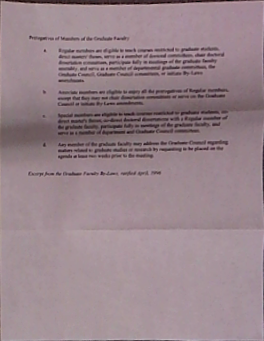 Prerogatives of Members of the Graduate Faculty
a. Regular members are eligible to teach courses restricted to graduate students,
direct masters' theses, serve as a member of doctoral committees, chair doctoral
dissertation committees, participate fully in meetings of the graduate faculty
serve as a member of departmental graduate committees, the
Graduate Council, Graduate Council committees, or initiate By-Laws
amendments
b. Associate members are eligible to enjoy all the prerogatives of Regular members,
except that they may not chair dissertation committees or serve on the Graduate
Council or initiate By-Laws amendments.
c. Special members are eligible to teach courses restricted to graduate students,
direct master's theses, co-direct doctoral dissertations with a Regular member of
the graduate faculty, participate fully in meetings of the graduate faculty, and
serve as a member of department and Graduate Council committees.
d. Any member of the graduate faculty may address the Graduate Council regarding
matters related to graduate studies or research by requesting to be placed on the
agenda at least two weeks prior to the meeting.
Excerpt from the Graduate Faculty By-Laws, ratified April,